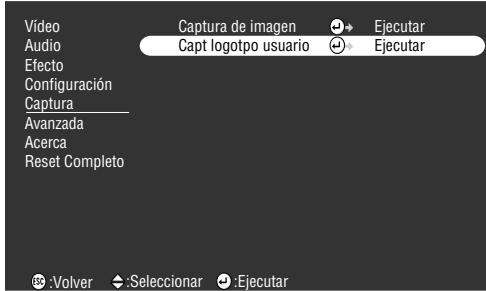 Vídeo
Audio
Efecto
Configuración
Captura
Avanzada
Acerca
Reset Completo
Captura de imagen Ejecutar
Capt logotpo usuario Ejecutar
ESC :Volver :Seleccionar :Ejecutar